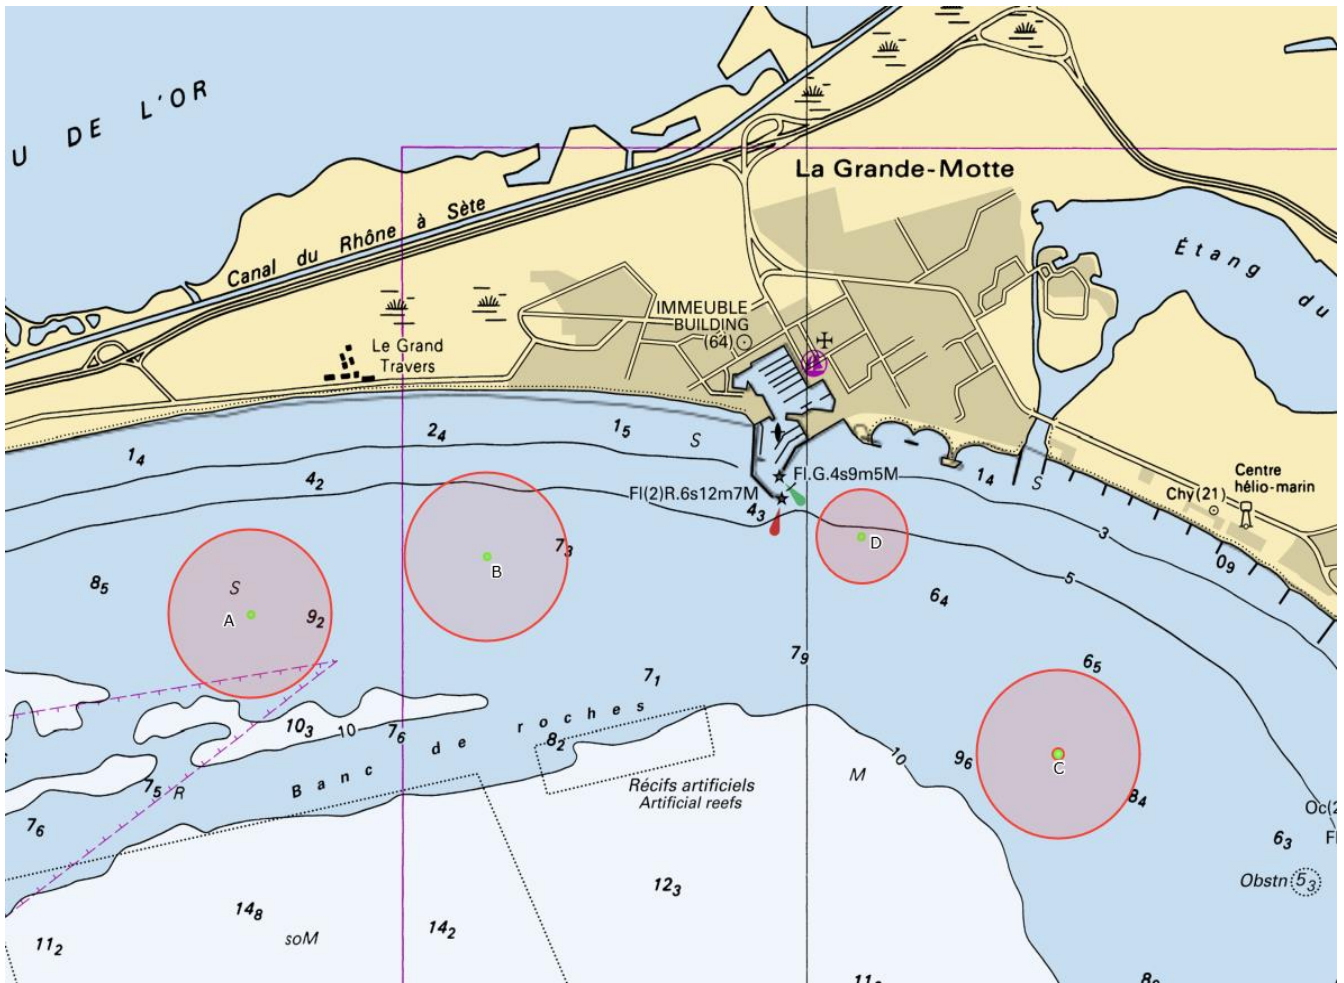 U DE L'OR
La Grande-Motte
Canal du Rhône à Sète
Étang du
IMMEUBLE
BUILDING
(64)
Le Grand
Travers
1₄
2₄
1₅
S
4₂
Fl.G.4s9m5M
Fl(2)R.6s12m7M
4₃
1₄
S
Centre
hélio-marin
Chy(21)
3
0₉
7₃
B
D
5
8₅
S
A
9₂
6₄
7₉
6₅
7₁
10₃
10
7₆
Banc de roches
8₂
9₆
C
10
M
8₄
Récifs artificiels
Artificial reefs
7₅
R
7₆
Oc(2
Fl
6₃
Obstn 5₃
12₃
14₈
soM
14₂
11₂